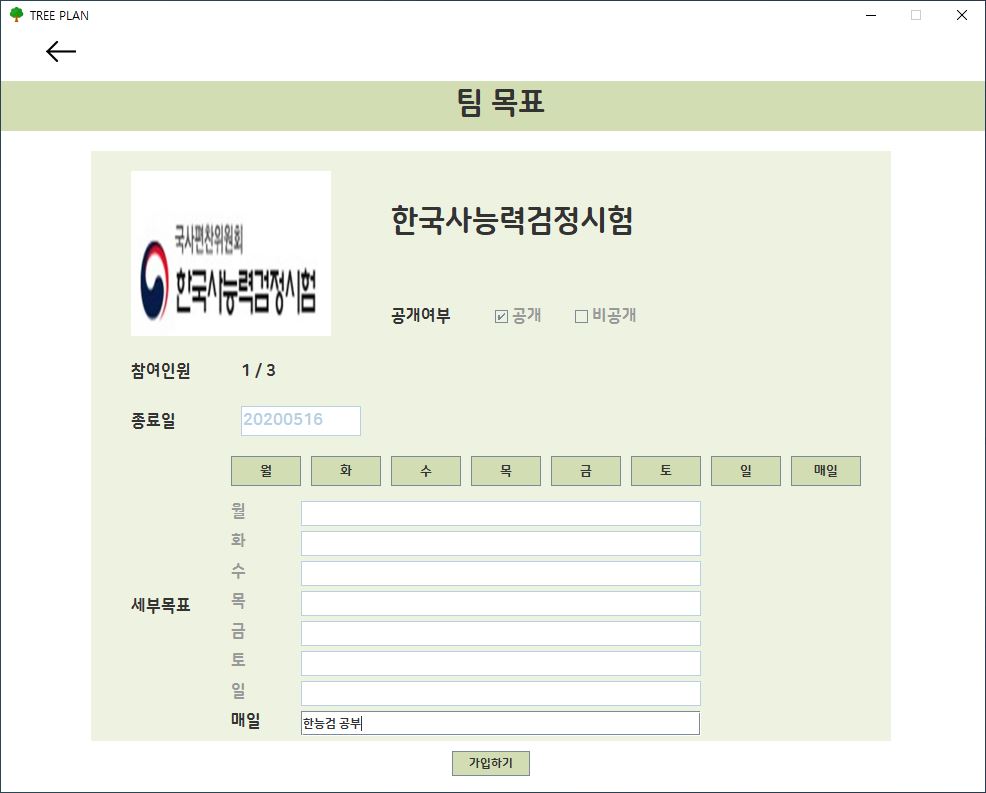 TREE PLAN
팀 목표
국사편찬위원회
한국사능력검정시험
한국사능력검정시험
공개여부 공개 비공개
참여인원 1 / 3
종료일 20200516
월 화 수 목 금 토 일 매일
세부목표
월
화
수
목
금
토
일
매일 한능검 공부
가입하기